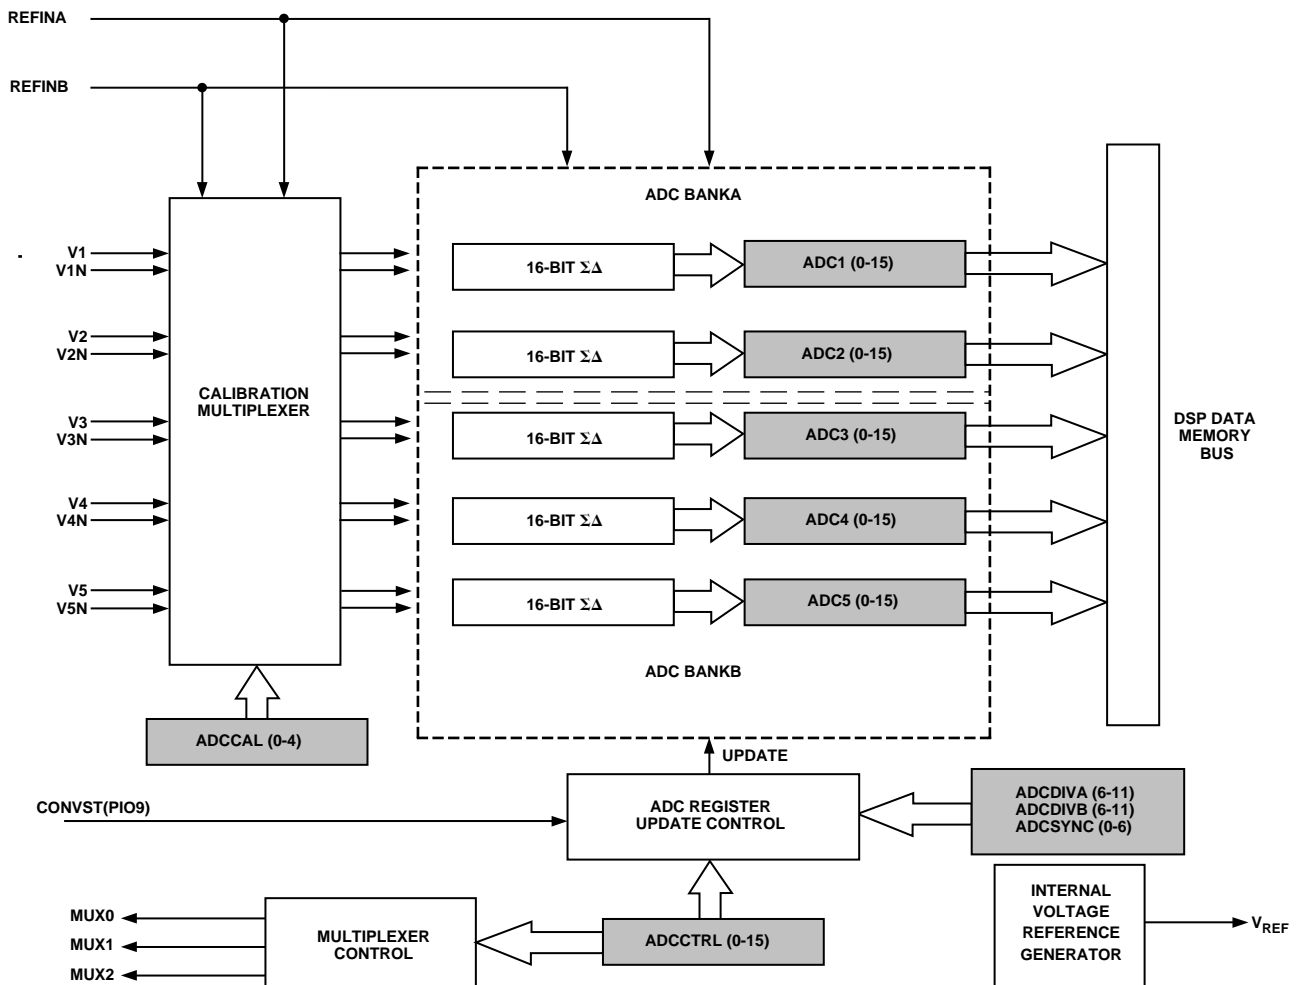 REFINA
REFINB
ADC BANKA
V1
V1N
16-BIT ΣΔ
ADC1 (0-15)
V2
V2N
16-BIT ΣΔ
ADC2 (0-15)
CALIBRATION
MULTIPLEXER
V3
V3N
16-BIT ΣΔ
ADC3 (0-15)
DSP DATA
MEMORY
BUS
V4
V4N
16-BIT ΣΔ
ADC4 (0-15)
V5
V5N
16-BIT ΣΔ
ADC5 (0-15)
ADC BANKB
ADCCAL (0-4)
UPDATE
CONVST(PIO9)
ADC REGISTER
UPDATE CONTROL
ADCDIVA (6-11)
ADCDIVB (6-11)
ADCSYNC (0-6)
MUX0
MUX1
MUX2
MULTIPLEXER
CONTROL
ADCCTRL (0-15)
INTERNAL
VOLTAGE
REFERENCE
GENERATOR
VREF